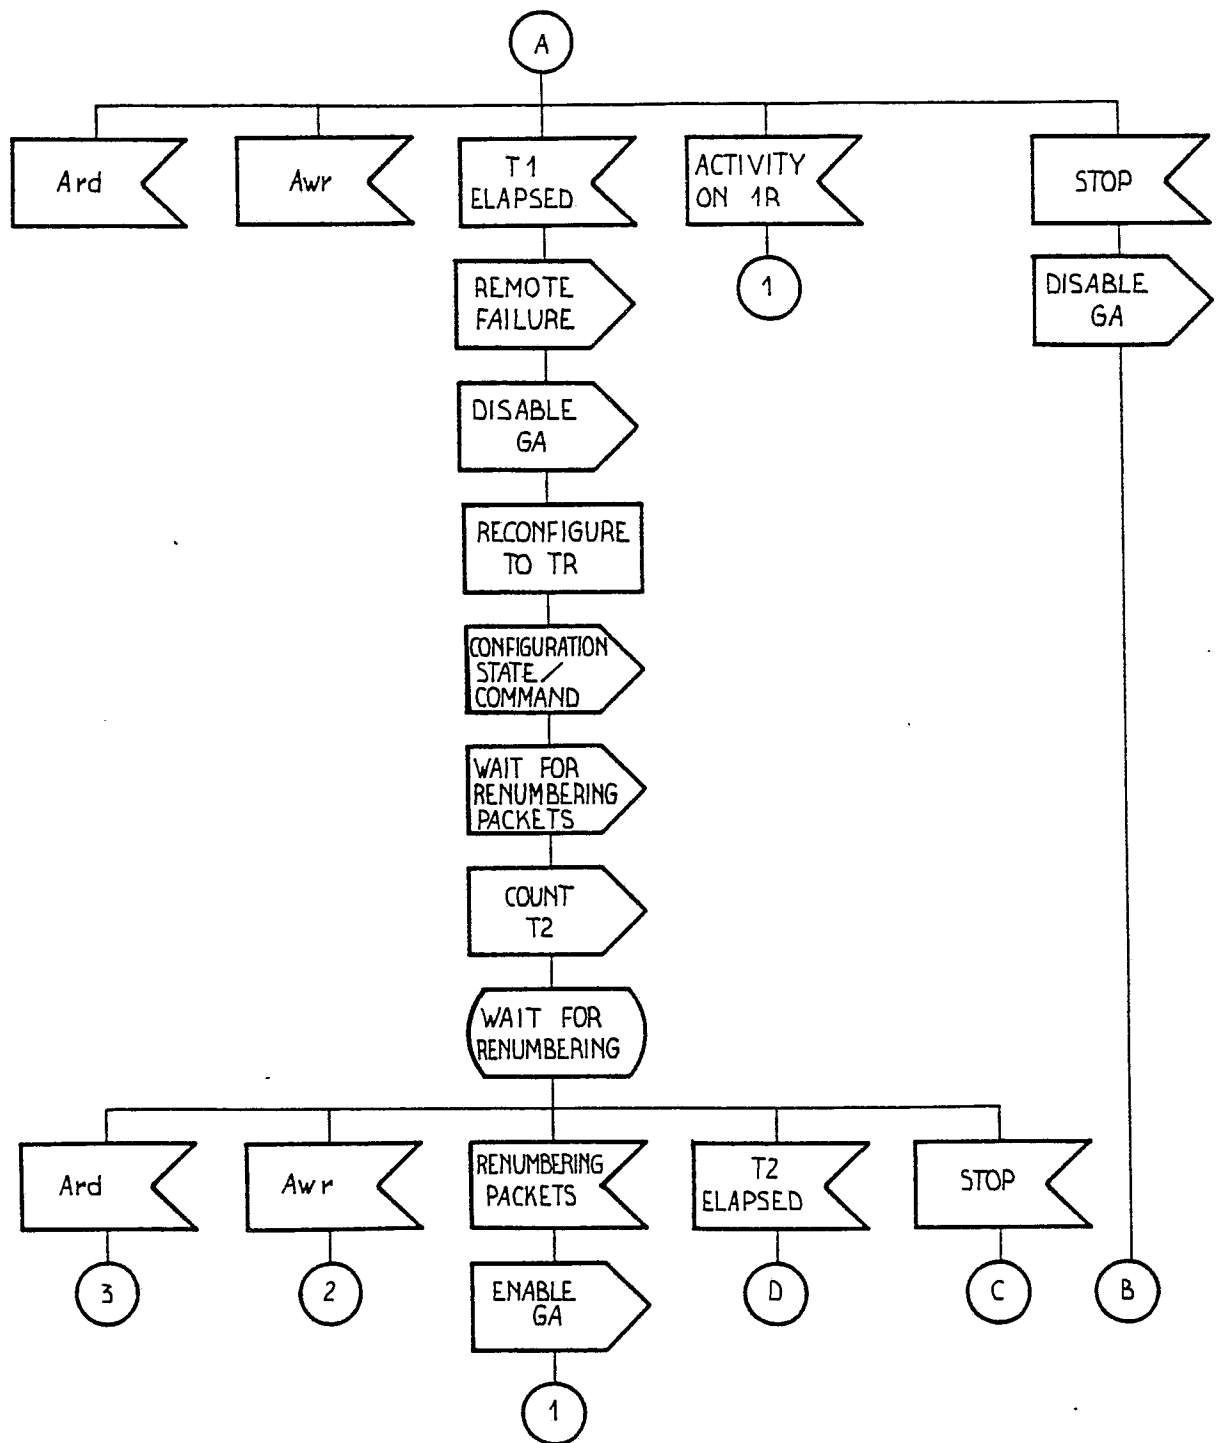 A
Ard
Awr
T1
ELAPSED
ACTIVITY
ON 1R
STOP
REMOTE
FAILURE
1
DISABLE
GA
DISABLE
GA
RECONFIGURE
TO TR
CONFIGURATION
STATE/
COMMAND
WAIT FOR
RENUMBERING
PACKETS
COUNT
T2
WAIT FOR
RENUMBERING
Ard
Awr
RENUMBERING
PACKETS
T2
ELAPSED
STOP
3
2
ENABLE
GA
D
C
B
1